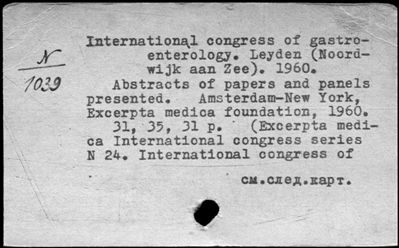 International congress of gastro-
enterology. Leyden (Noord-
wijk aan Zee). 1960.
N
1039
Abstracts of papers and panels
presented. Amsterdam-New York,
Excerpta medica foundation, 1960.
31, 35, 31 p. (Excerpta medi-
ca International congress series
N 24. International congress of
см.след.карт.